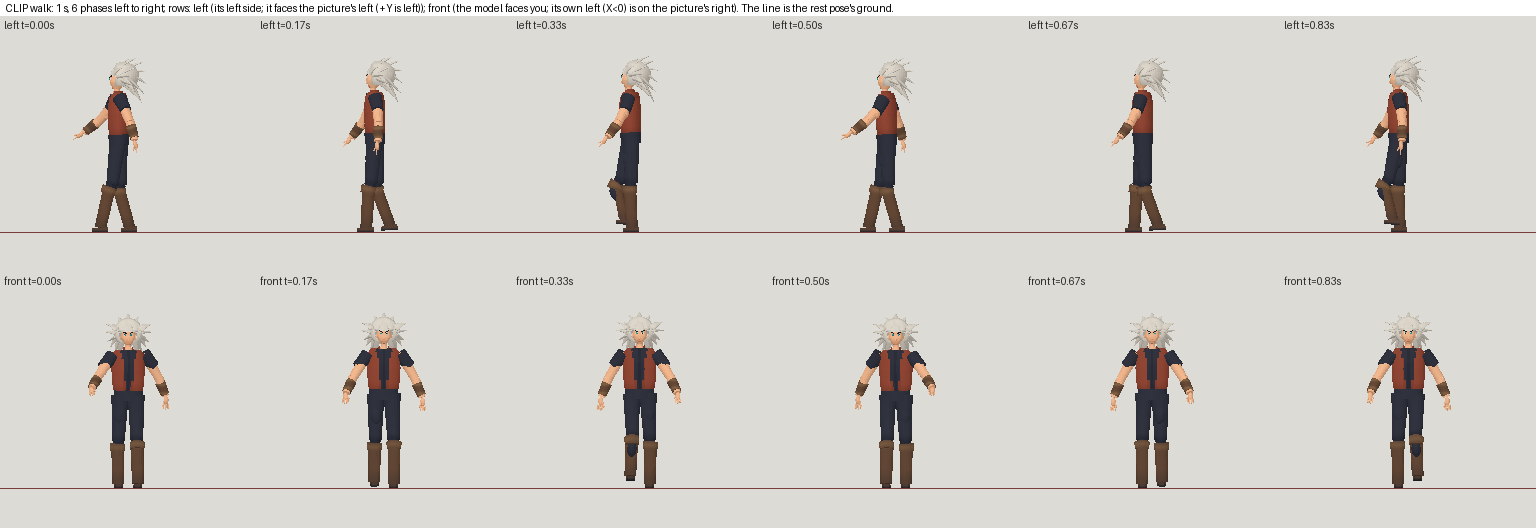 CLIP walk: 1 s, 6 phases left to right; rows: left (its left side; it faces the picture's left (+Y is left)); front (the model faces you; its own left (X<0) is on the picture's right). The line is the rest pose's ground.
left t=0.00s left t=0.17s left t=0.33s left t=0.50s left t=0.67s left t=0.83s
front t=0.00s front t=0.17s front t=0.33s front t=0.50s front t=0.67s front t=0.83s